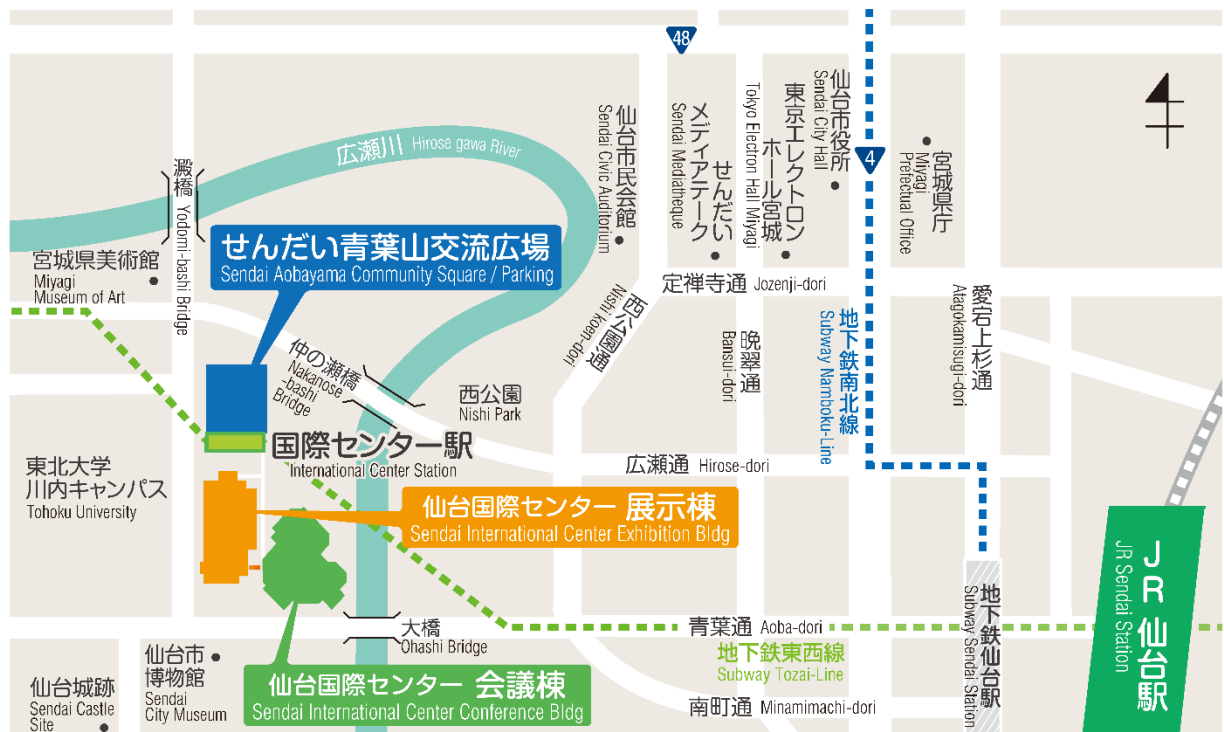 48
4
広瀬川 Hirose gawa River
澱橋 Yodomi-bashi Bridge
仙台市民会館
Sendai Civic Auditorium
せんだい
メディアテーク
Sendai Mediatheque
東京エレクトロン
ホール宮城
Tokyo Electron Hall Miyagi
仙台市役所
Sendai City Hall
宮城県庁
Miyagi
Prefectual Office
宮城県美術館
Miyagi
Museum of Art
せんだい青葉山交流広場
Sendai Aobayama Community Square / Parking
定禅寺通 Jozenji-dori
西公園通
Nishi koen-dori
晩翠通
Bansui-dori
地下鉄南北線
Subway Namboku-Line
愛宕上杉通
Atagokamisugi-dori
仲の瀬橋
Nakanose
-bashi
Bridge
西公園
Nishi Park
国際センター駅
International Center Station
広瀬通 Hirose-dori
東北大学
川内キャンパス
Tohoku University
仙台国際センター 展示棟
Sendai International Center Exhibition Bldg
JR 仙台駅
JR Sendai Station
地下鉄仙台駅
Subway Sendai Station
大橋
Ohashi Bridge
青葉通 Aoba-dori
地下鉄東西線
Subway Tozai-Line
仙台市
博物館
Sendai
City Museum
仙台城跡
Sendai Castle
Site
仙台国際センター 会議棟
Sendai International Center Conference Bldg
南町通 Minamimachi-dori